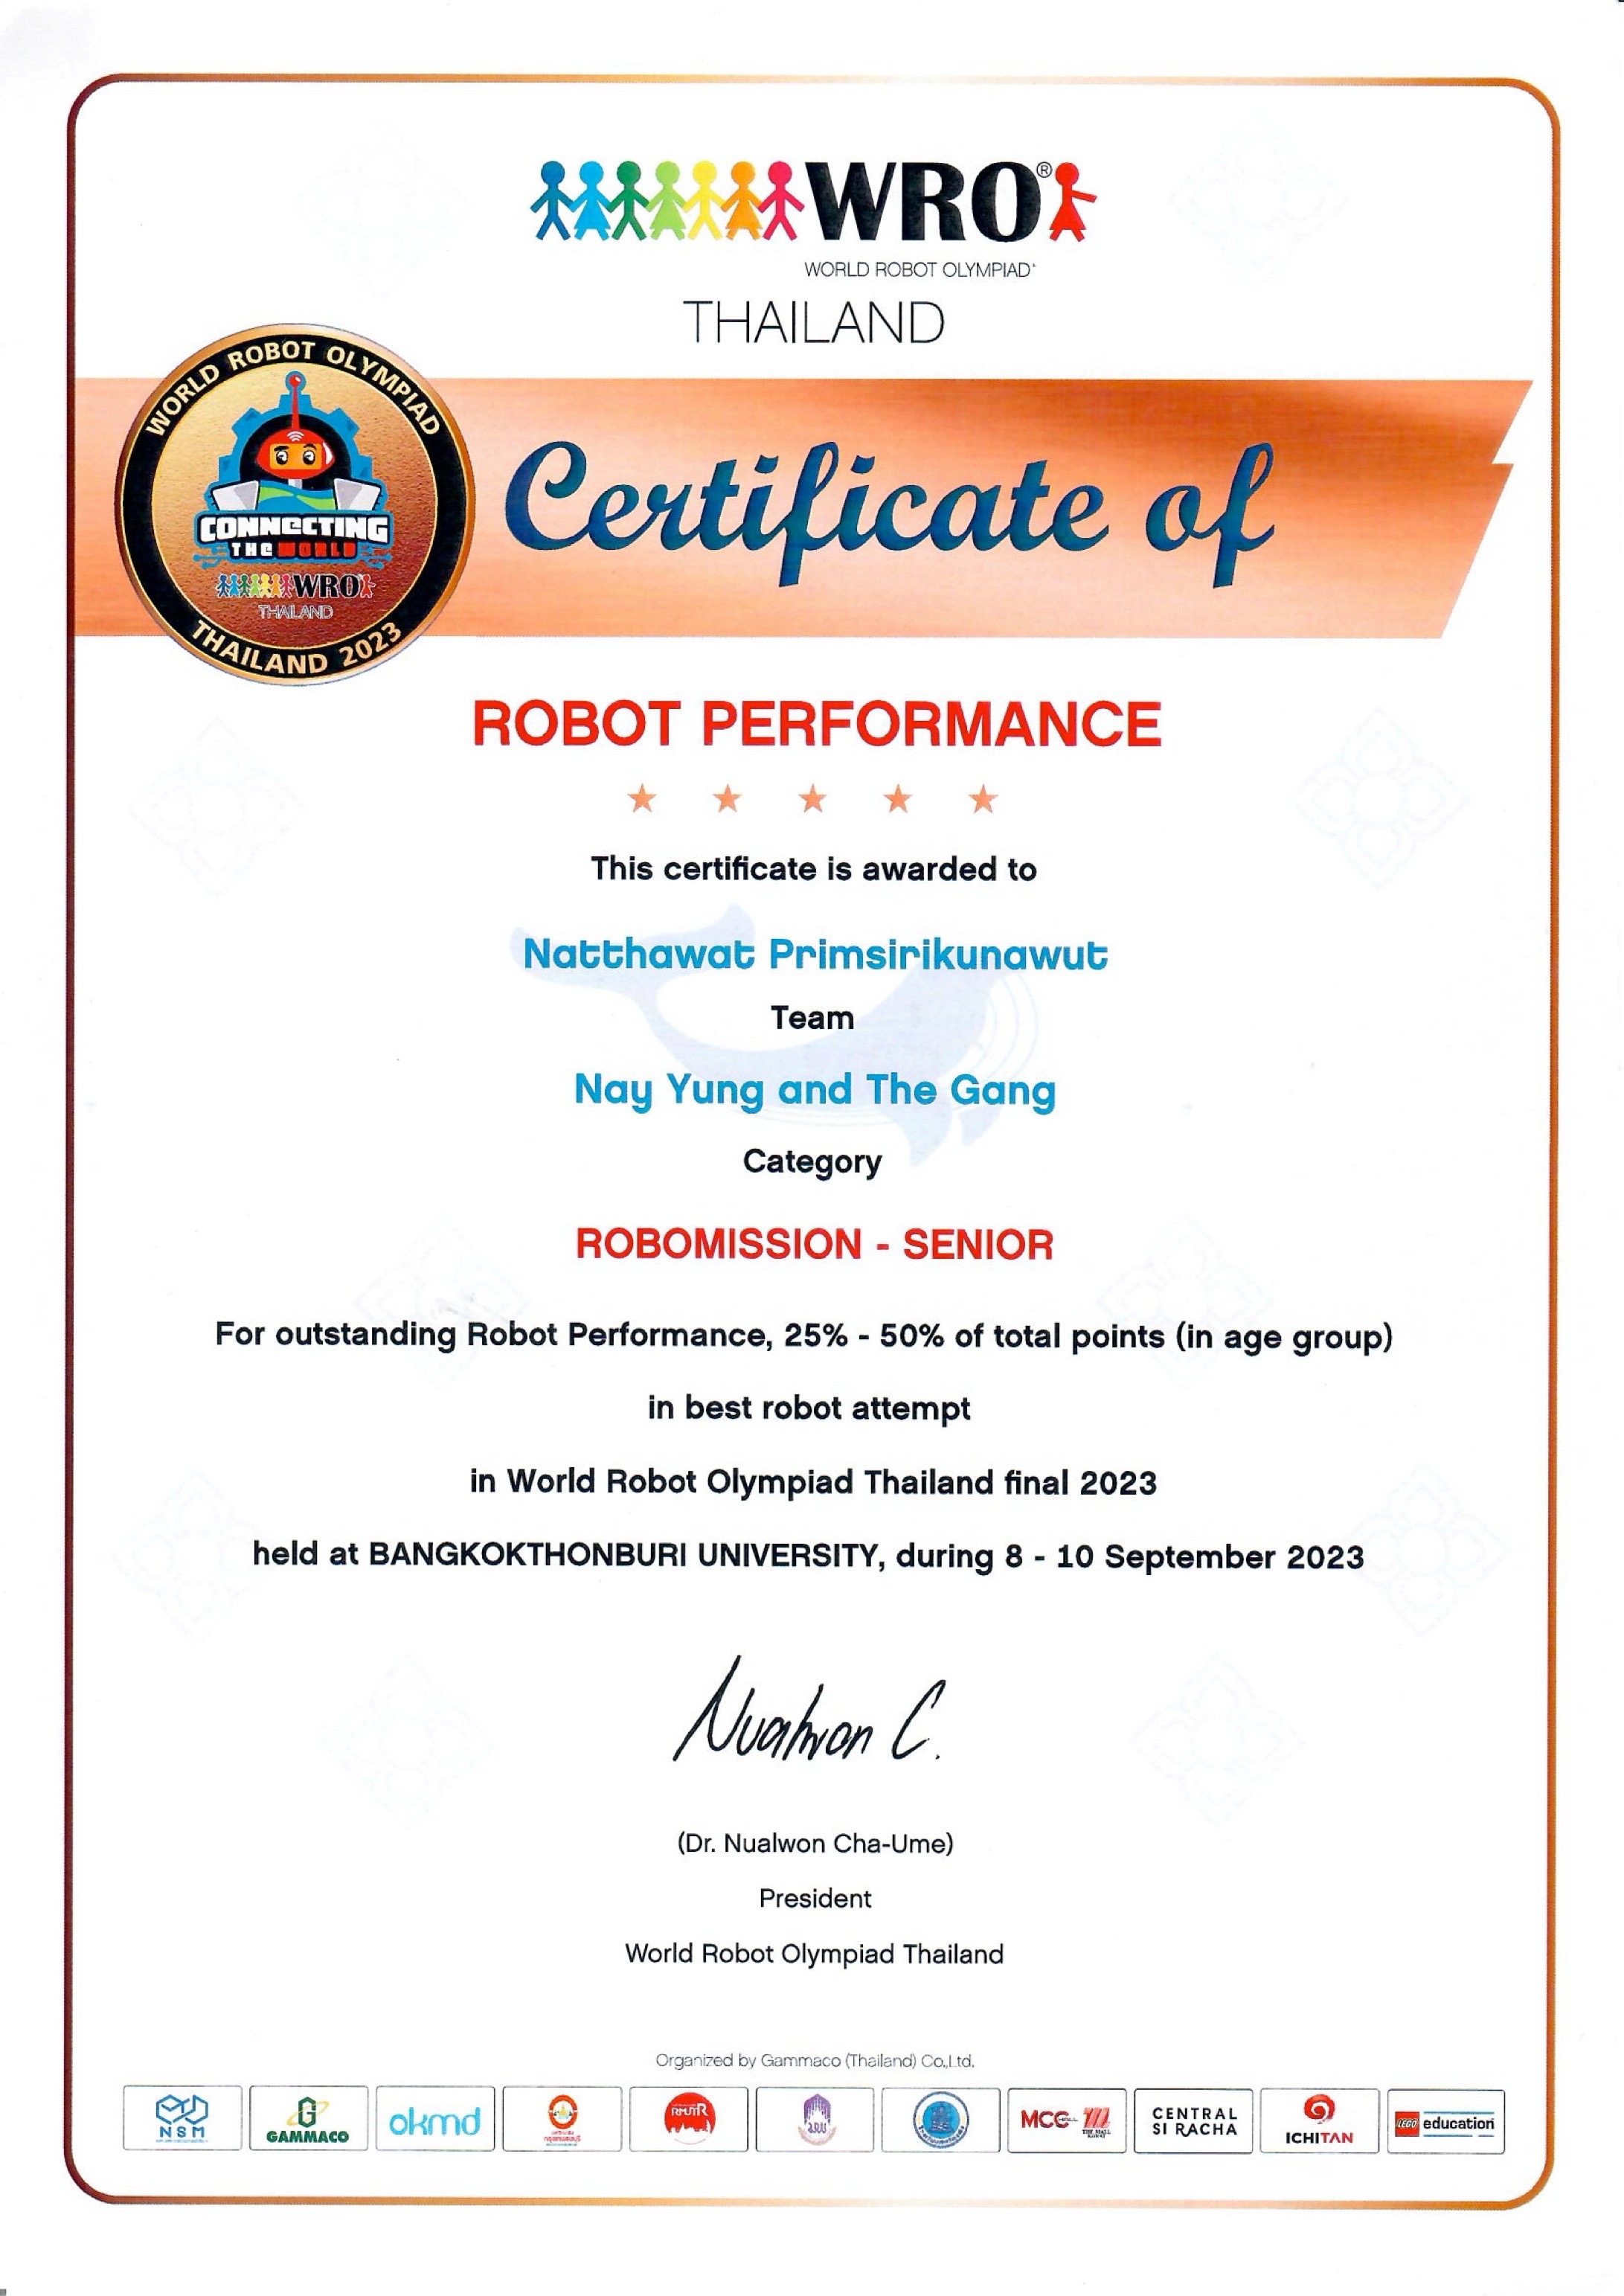 WRO®
WORLD ROBOT OLYMPIAD
THAILAND
WORLD ROBOT OLYMPIAD
CONNECTING
THE WORLD
WRO
THAILAND
THAILAND 2023
Certificate of
ROBOT PERFORMANCE
This certificate is awarded to
Natthawat Primsirikunawut
Team
Nay Yung and The Gang
Category
ROBOMISSION - SENIOR
For outstanding Robot Performance, 25% - 50% of total points (in age group)
in best robot attempt
in World Robot Olympiad Thailand final 2023
held at BANGKOKTHONBURI UNIVERSITY, during 8 - 10 September 2023
Nualwon C.
(Dr. Nualwon Cha-Ume)
President
World Robot Olympiad Thailand
Organized by Gammaco (Thailand) Co.,Ltd.
NSM
GAMMACO
okmd
RMUTR
MCC HALL
THE MALL
CENTRAL
SI RACHA
ICHITAN
LEGO education